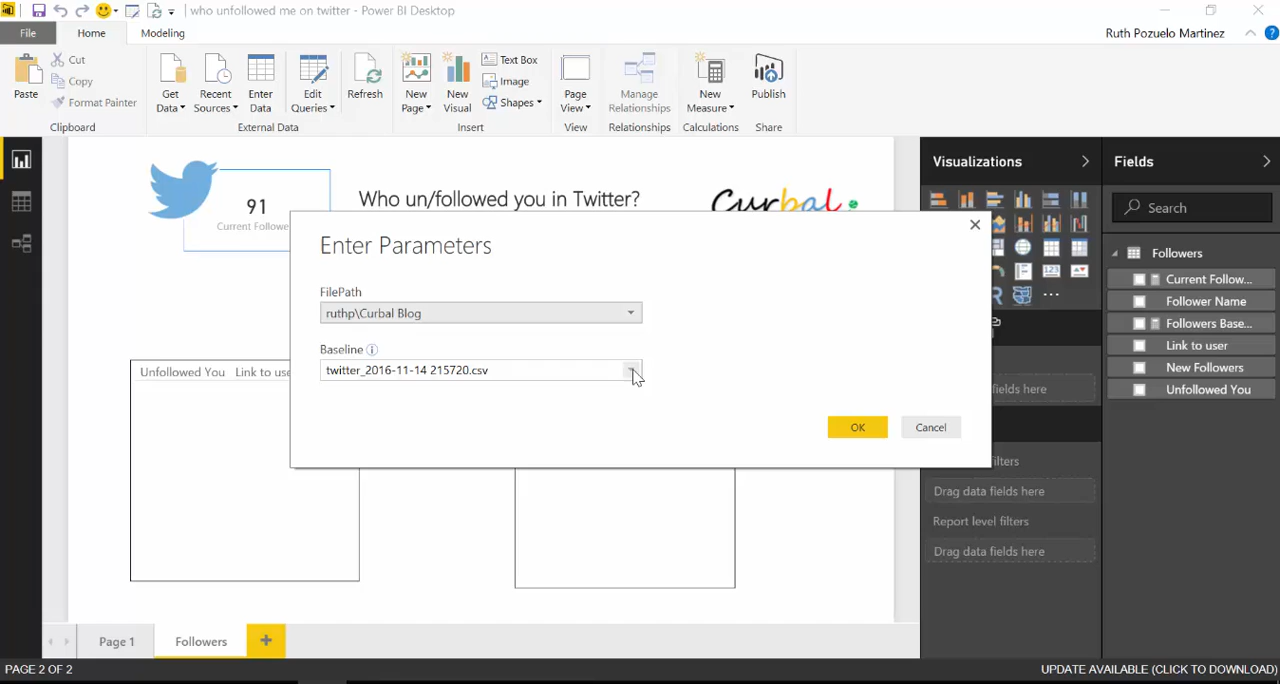 who unfollowed me on twitter - Power BI Desktop
File
Home
Modeling
Ruth Pozuelo Martinez
?
Paste
Cut
Copy
Format Painter
Clipboard
Get Data
Recent Sources
Enter Data
External Data
Edit Queries
Refresh
New Page
New Visual
Text Box
Image
Shapes
Insert
Page View
View
Manage Relationships
Relationships
New Measure
Calculations
Publish
Share
91
Current Followe
Who un/followed you in Twitter?
Curbal
Unfollowed You Link to use
Enter Parameters
FilePath
ruthp\Curbal Blog
Baseline
twitter_2016-11-14 215720.csv
OK
Cancel
Visualizations
R
123
...
fields here
filters
Drag data fields here
Report level filters
Drag data fields here
Fields
Search
Followers
Current Follow...
Follower Name
Followers Base...
Link to user
New Followers
Unfollowed You
Page 1
Followers
+
PAGE 2 OF 2
UPDATE AVAILABLE (CLICK TO DOWNLOAD)